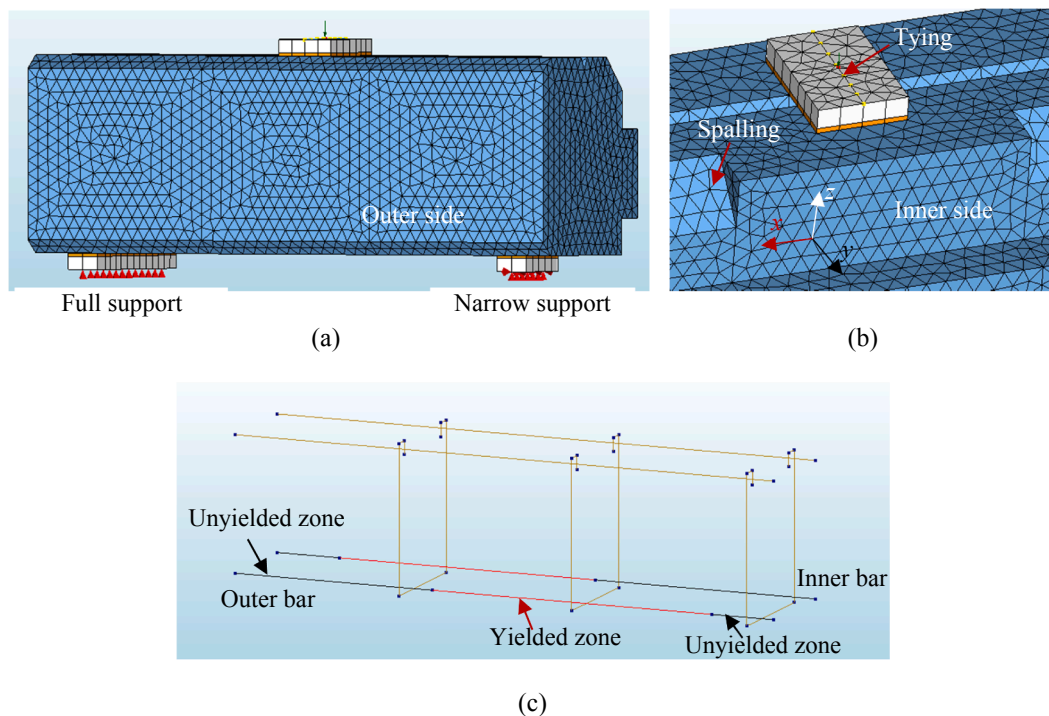 Tying
Spalling
Outer side
z
Inner side
x
y
Full support
Narrow support
(a)
(b)
Unyielded zone
Outer bar
Inner bar
Yielded zone
Unyielded zone
(c)